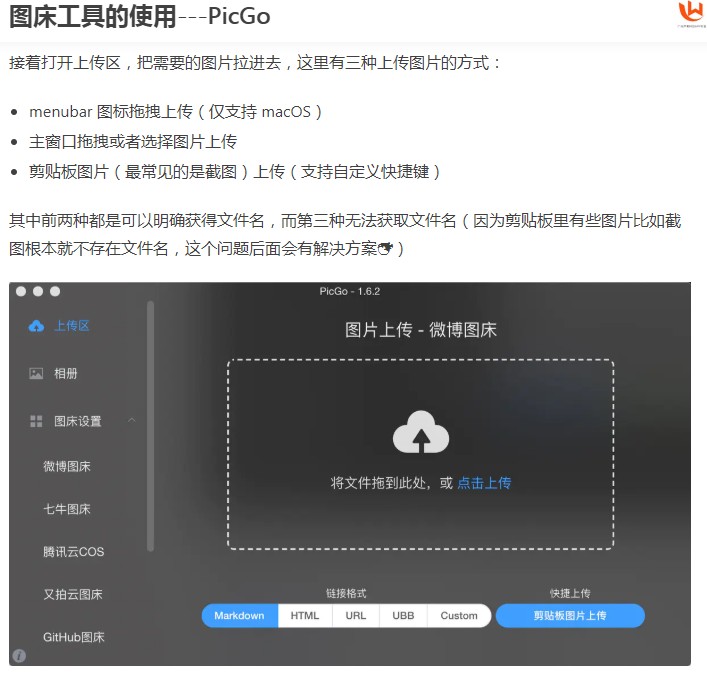 图床工具的使用---PicGo
接着打开上传区，把需要的图片拉进去，这里有三种上传图片的方式：
menubar 图标拖拽上传（仅支持 macOS）
主窗口拖拽或者选择图片上传
剪贴板图片（最常见的是截图）上传（支持自定义快捷键）
其中前两种都是可以明确获得文件名，而第三种无法获取文件名（因为剪贴板里有些图片比如截
图根本就不存在文件名，这个问题后面会有解决方案）
PicGo - 1.6.2
上传区
相册
图床设置
微博图床
七牛图床
腾讯云COS
又拍云图床
GitHub图床
图片上传 - 微博图床
将文件拖到此处，或 点击上传
链接格式
快捷上传
Markdown HTML URL UBB Custom
剪贴板图片上传